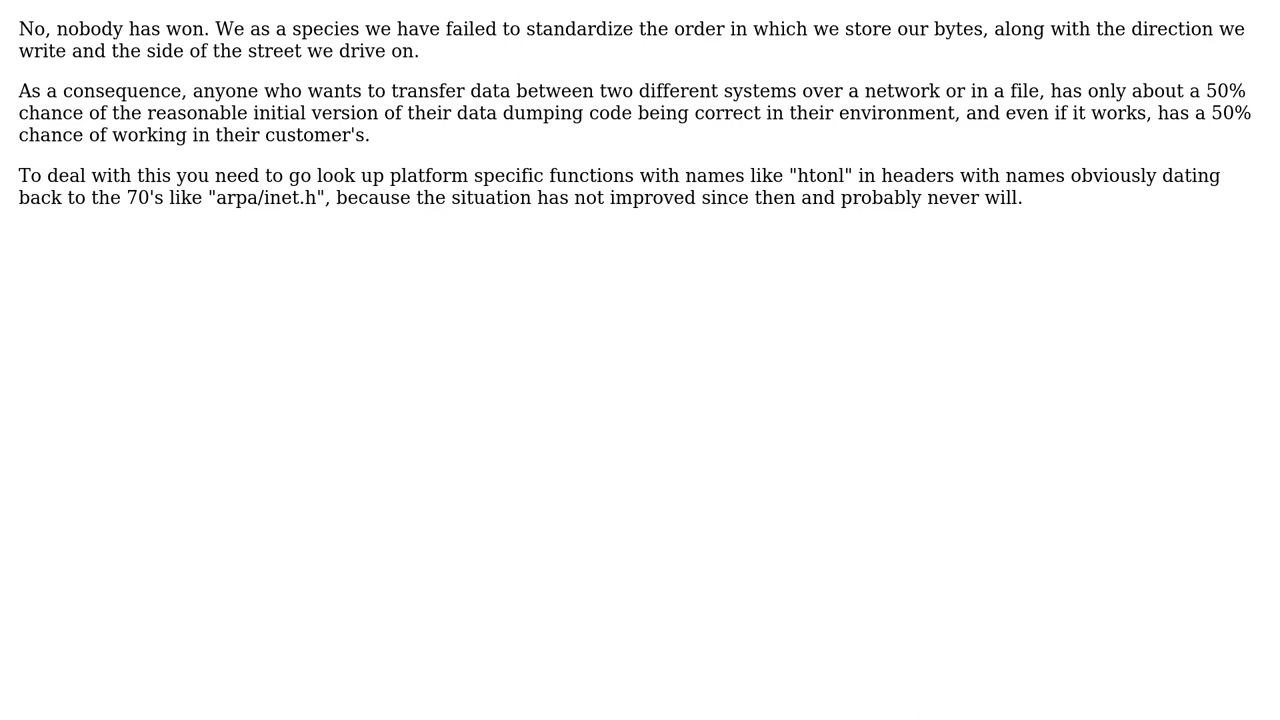 No, nobody has won. We as a species we have failed to standardize the order in which we store our bytes, along with the direction we
write and the side of the street we drive on.
As a consequence, anyone who wants to transfer data between two different systems over a network or in a file, has only about a 50%
chance of the reasonable initial version of their data dumping code being correct in their environment, and even if it works, has a 50%
chance of working in their customer's.
To deal with this you need to go look up platform specific functions with names like "htonl" in headers with names obviously dating
back to the 70's like "arpa/inet.h", because the situation has not improved since then and probably never will.